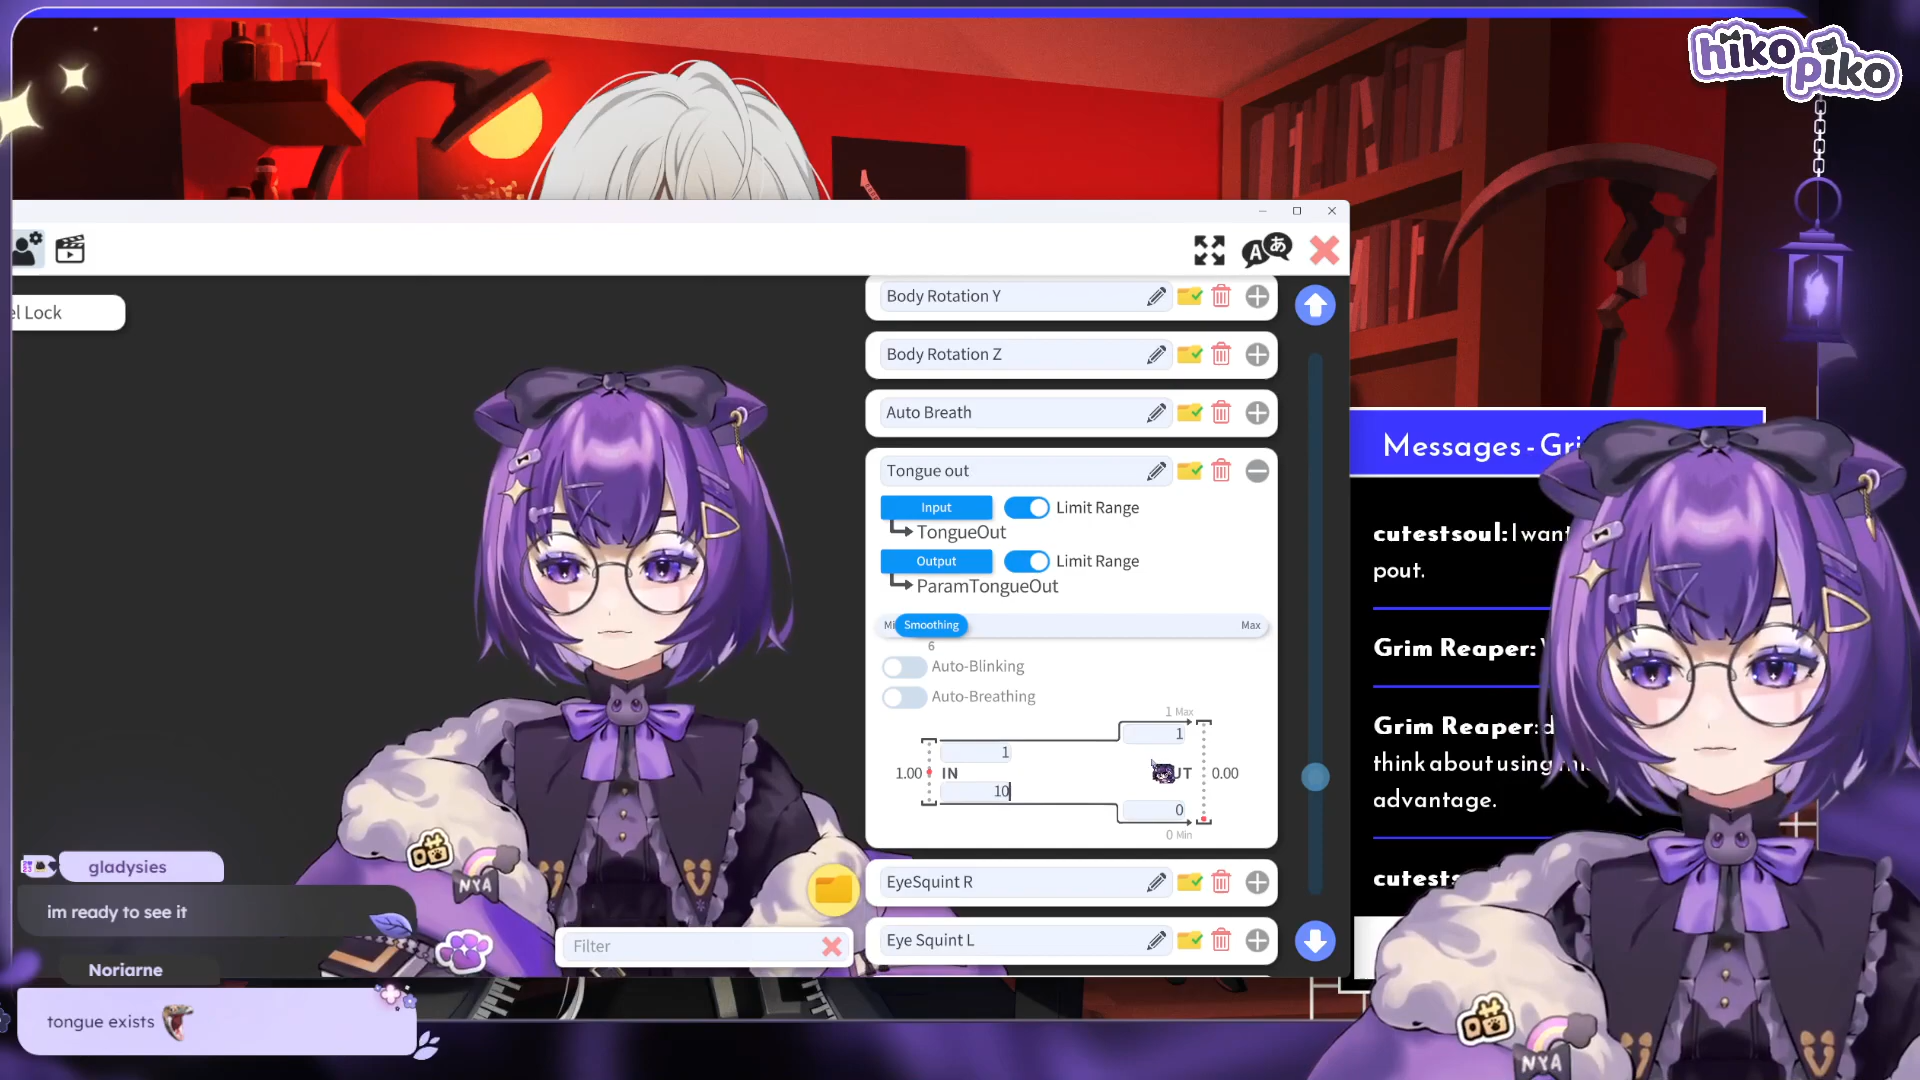 hiko
piko
el Lock
Body Rotation Y
Body Rotation Z
Auto Breath
Tongue out
Input
Limit Range
TongueOut
Output
Limit Range
ParamTongueOut
Smoothing
Max
6
Auto-Blinking
Auto-Breathing
1 Max
1
1
1.00
IN
UT
0.00
10
0
0 Min
EyeSquint R
Eye Squint L
Filter
Messages - Gri
cutestsoul: I want
pout.
Grim Reaper:
Grim Reaper: d
think about using
advantage.
cutests
gladysies
im ready to see it
Noriarne
tongue exists
NYA
NYA